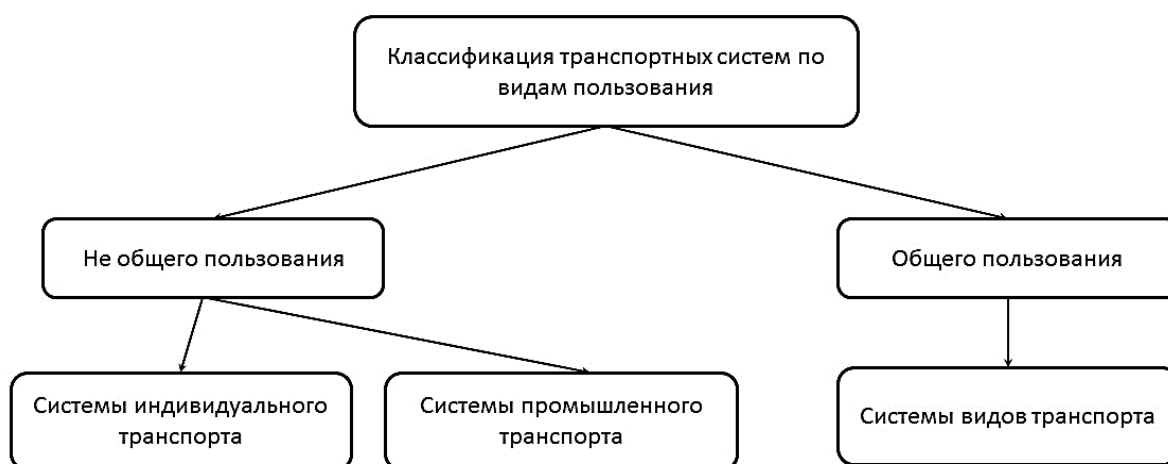 Классификация транспортных систем по
видам пользования
Не общего пользования
Общего пользования
Системы индивидуального
транспорта
Системы промышленного
транспорта
Системы видов транспорта